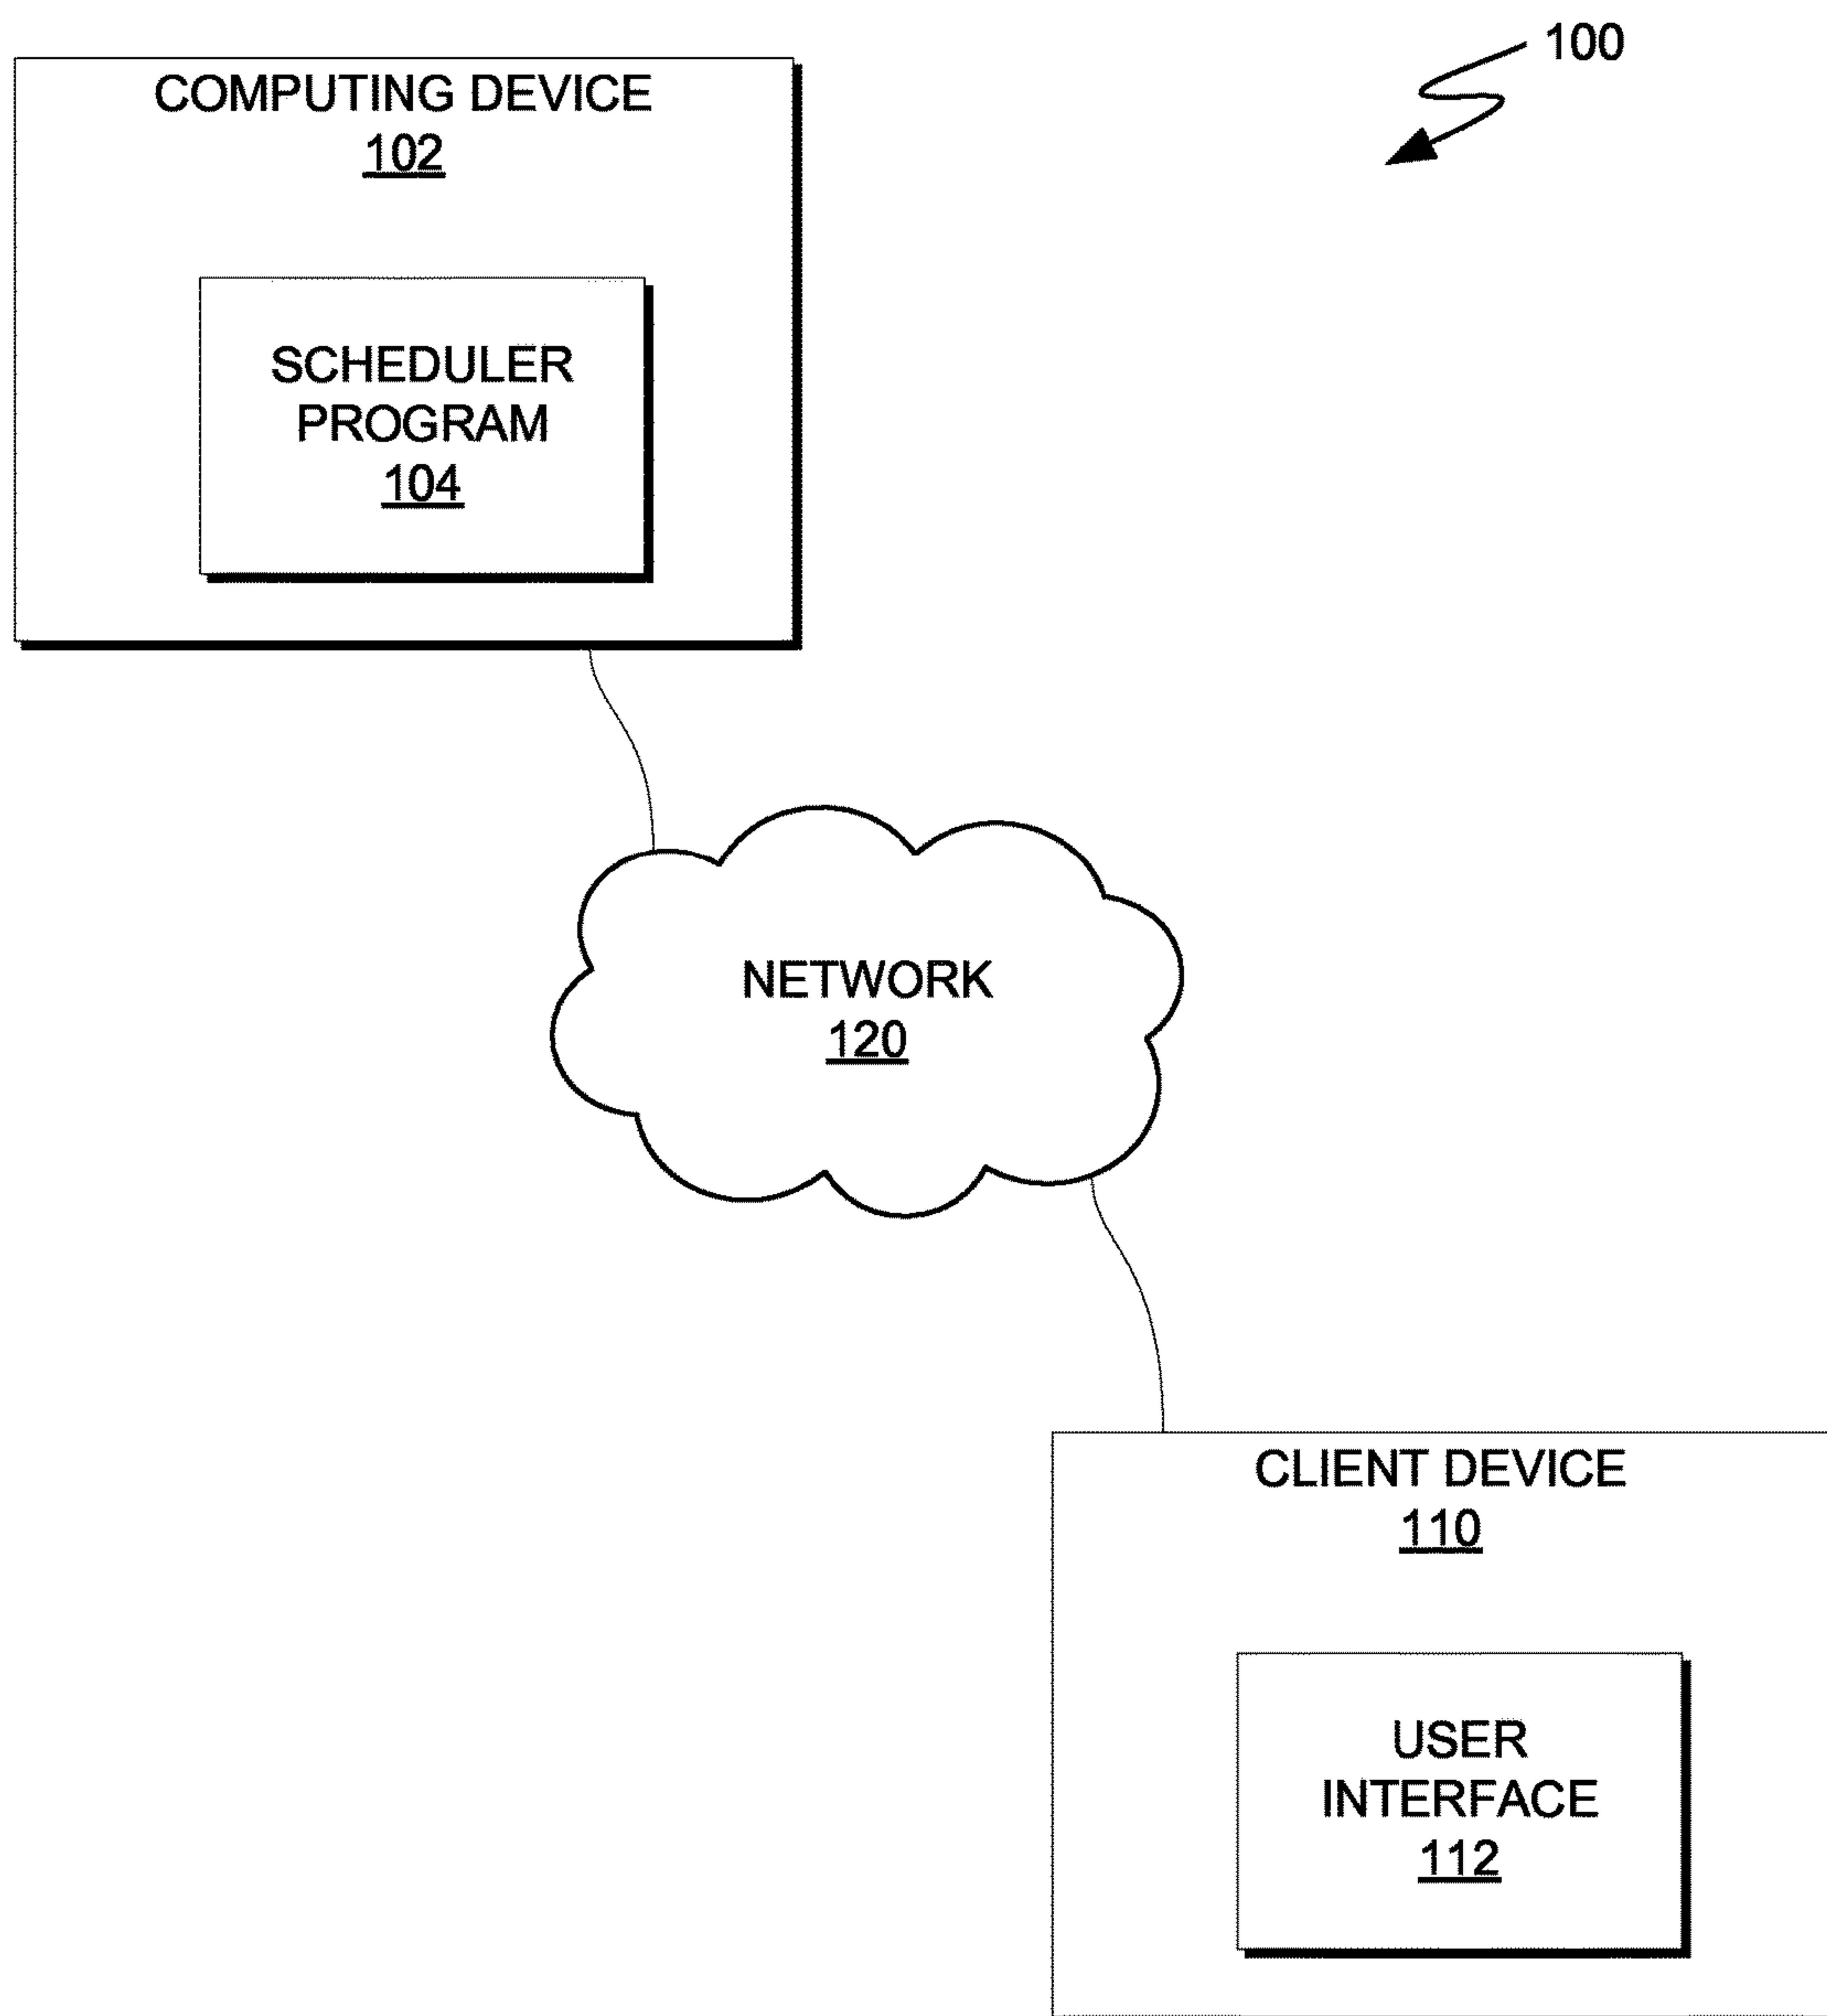 100
COMPUTING DEVICE
102
SCHEDULER
PROGRAM
104
NETWORK
120
CLIENT DEVICE
110
USER
INTERFACE
112